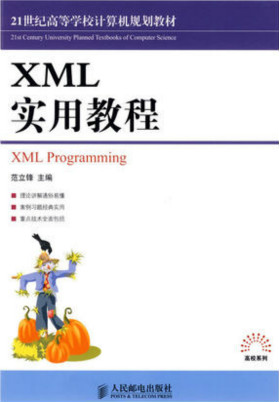 21世纪高等学校计算机规划教材
21st Century University Planned Textbooks of Computer Science
XML
实用教程
XML Programming
范立锋 主编
理论讲解通俗易懂
案例习题经典实用
重点技术全面包括
高校系列
人民邮电出版社
POSTS & TELECOM PRESS